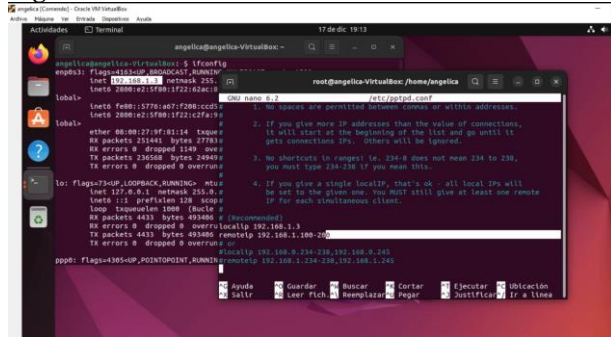 angelica [Corriendo] - Oracle VM VirtualBox
Archivo Máquina Ver Entrada Dispositivos Ayuda
Actividades Terminal 17 de dic 19:13
angelica@angelica-VirtualBox: ~
angelica@angelica-VirtualBox:~$ ifconfig
enp0s3: flags=4163<UP,BROADCAST,RUNNIN
inet 192.168.1.3 netmask 255.
inet6 2800:e2:5f80:1f22:62ac:
inet6 fe80::5776:a67f:f208:ccd5
inet6 2800:e2:5f80:1f22:c2fa:
ether 08:00:27:9f:81:14 txque
RX packets 251441 bytes 27783
RX errors 0 dropped 1149 ove
TX packets 236568 bytes 24949
TX errors 0 dropped 0 overrun
lo: flags=73<UP,LOOPBACK,RUNNING> mtu
inet 127.0.0.1 netmask 255.0.
inet6 ::1 prefixlen 128 scop
loop txqueuelen 1000 (Bucle
RX packets 4433 bytes 493406
RX errors 0 dropped 0 overru
TX packets 4433 bytes 493406
TX errors 0 dropped 0 overrun
ppp0: flags=4305<UP,POINTOPOINT,RUNNIN
root@angelica-VirtualBox: /home/angelica
GNU nano 6.2 /etc/pptpd.conf
# 1. No spaces are permitted between commas or within addresses.
#
# 2. If you give more IP addresses than the value of connections,
# it will start at the beginning of the list and go until it
# gets connections IPs. Others will be ignored.
#
# 3. No shortcuts in ranges! ie. 234-8 does not mean 234 to 238,
# you must type 234-238 if you mean this.
#
# 4. If you give a single localIP, that's ok - all local IPs will
# be set to the given one. You MUST still give at least one remote
# IP for each simultaneous client.
#
# (Recommended)
localip 192.168.1.3
remoteip 192.168.1.100-200
# or
#localip 192.168.0.234-238,192.168.0.245
#remoteip 192.168.1.234-238,192.168.1.245
^G Ayuda ^O Guardar ^W Buscar ^K Cortar ^T Ejecutar ^C Ubicación
^X Salir ^R Leer fich. ^\ Reemplazar ^U Pegar ^J Justificar ^/ Ir a línea